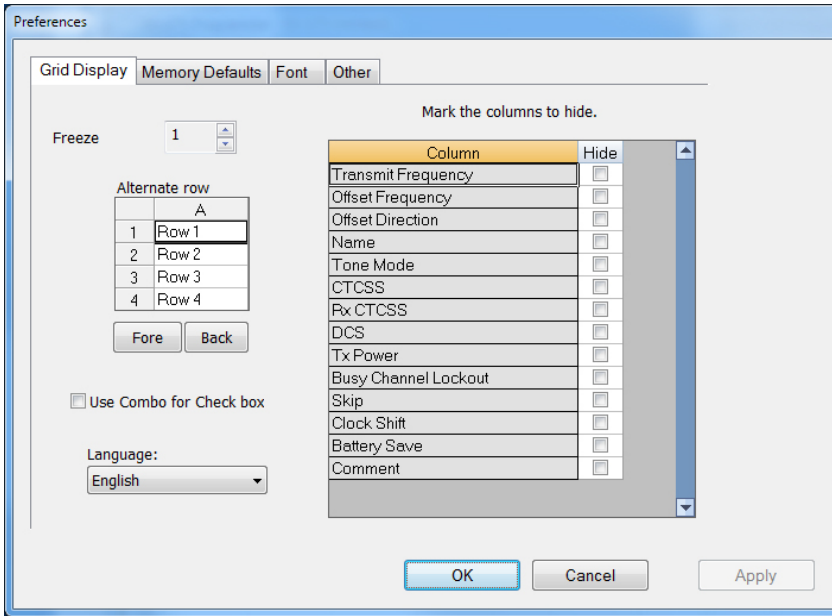 Preferences
Grid Display Memory Defaults Font Other
Mark the columns to hide.
Freeze 1
Alternate row
A
1 Row 1
2 Row 2
3 Row 3
4 Row 4
Fore Back
Use Combo for Check box
Language:
English
Column Hide
Transmit Frequency
Offset Frequency
Offset Direction
Name
Tone Mode
CTCSS
Rx CTCSS
DCS
Tx Power
Busy Channel Lockout
Skip
Clock Shift
Battery Save
Comment
OK Cancel Apply